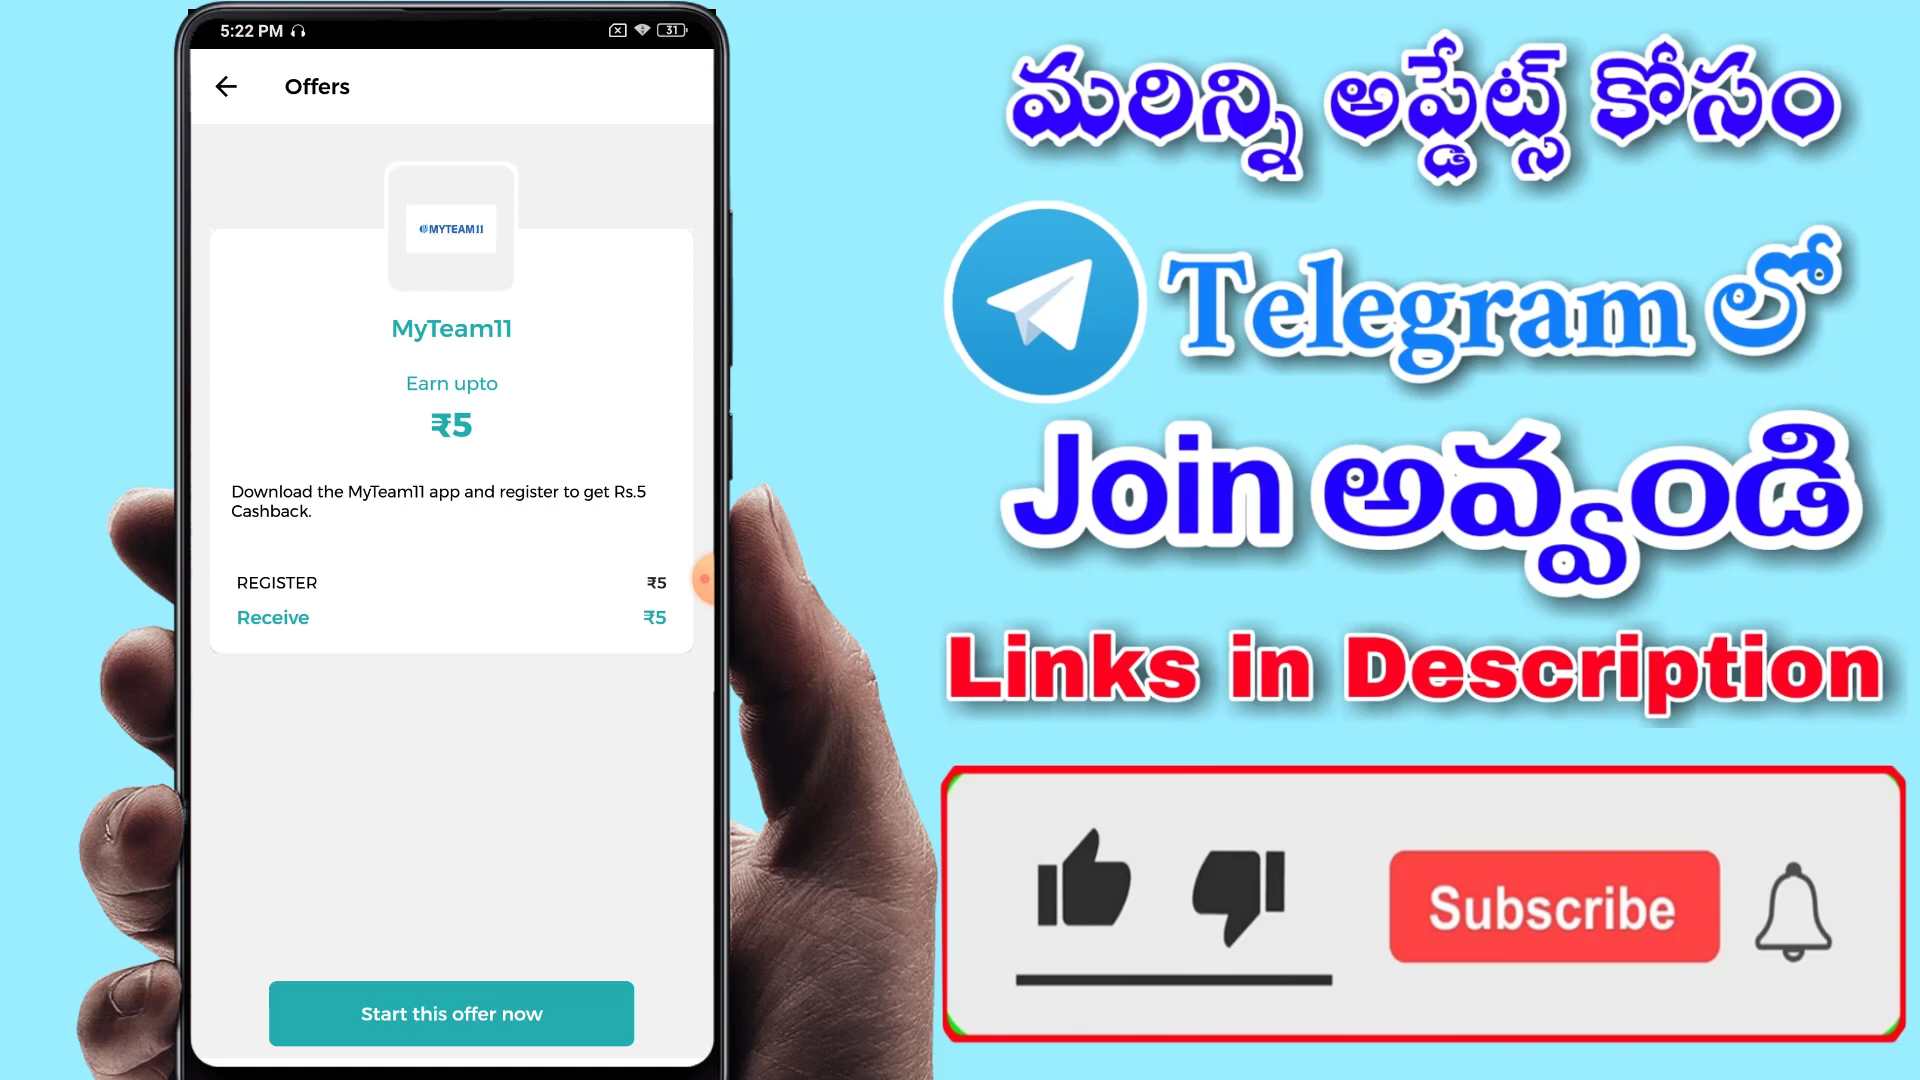 5:22 PM
31
Offers
MYTEAM11
MyTeam11
Earn upto
₹5
Download the MyTeam11 app and register to get Rs.5
Cashback.
REGISTER ₹5
Receive ₹5
Start this offer now
మరిన్ని అప్డేట్స్ కోసం
Telegram లో
Join అవ్వండి
Links in Description
Subscribe